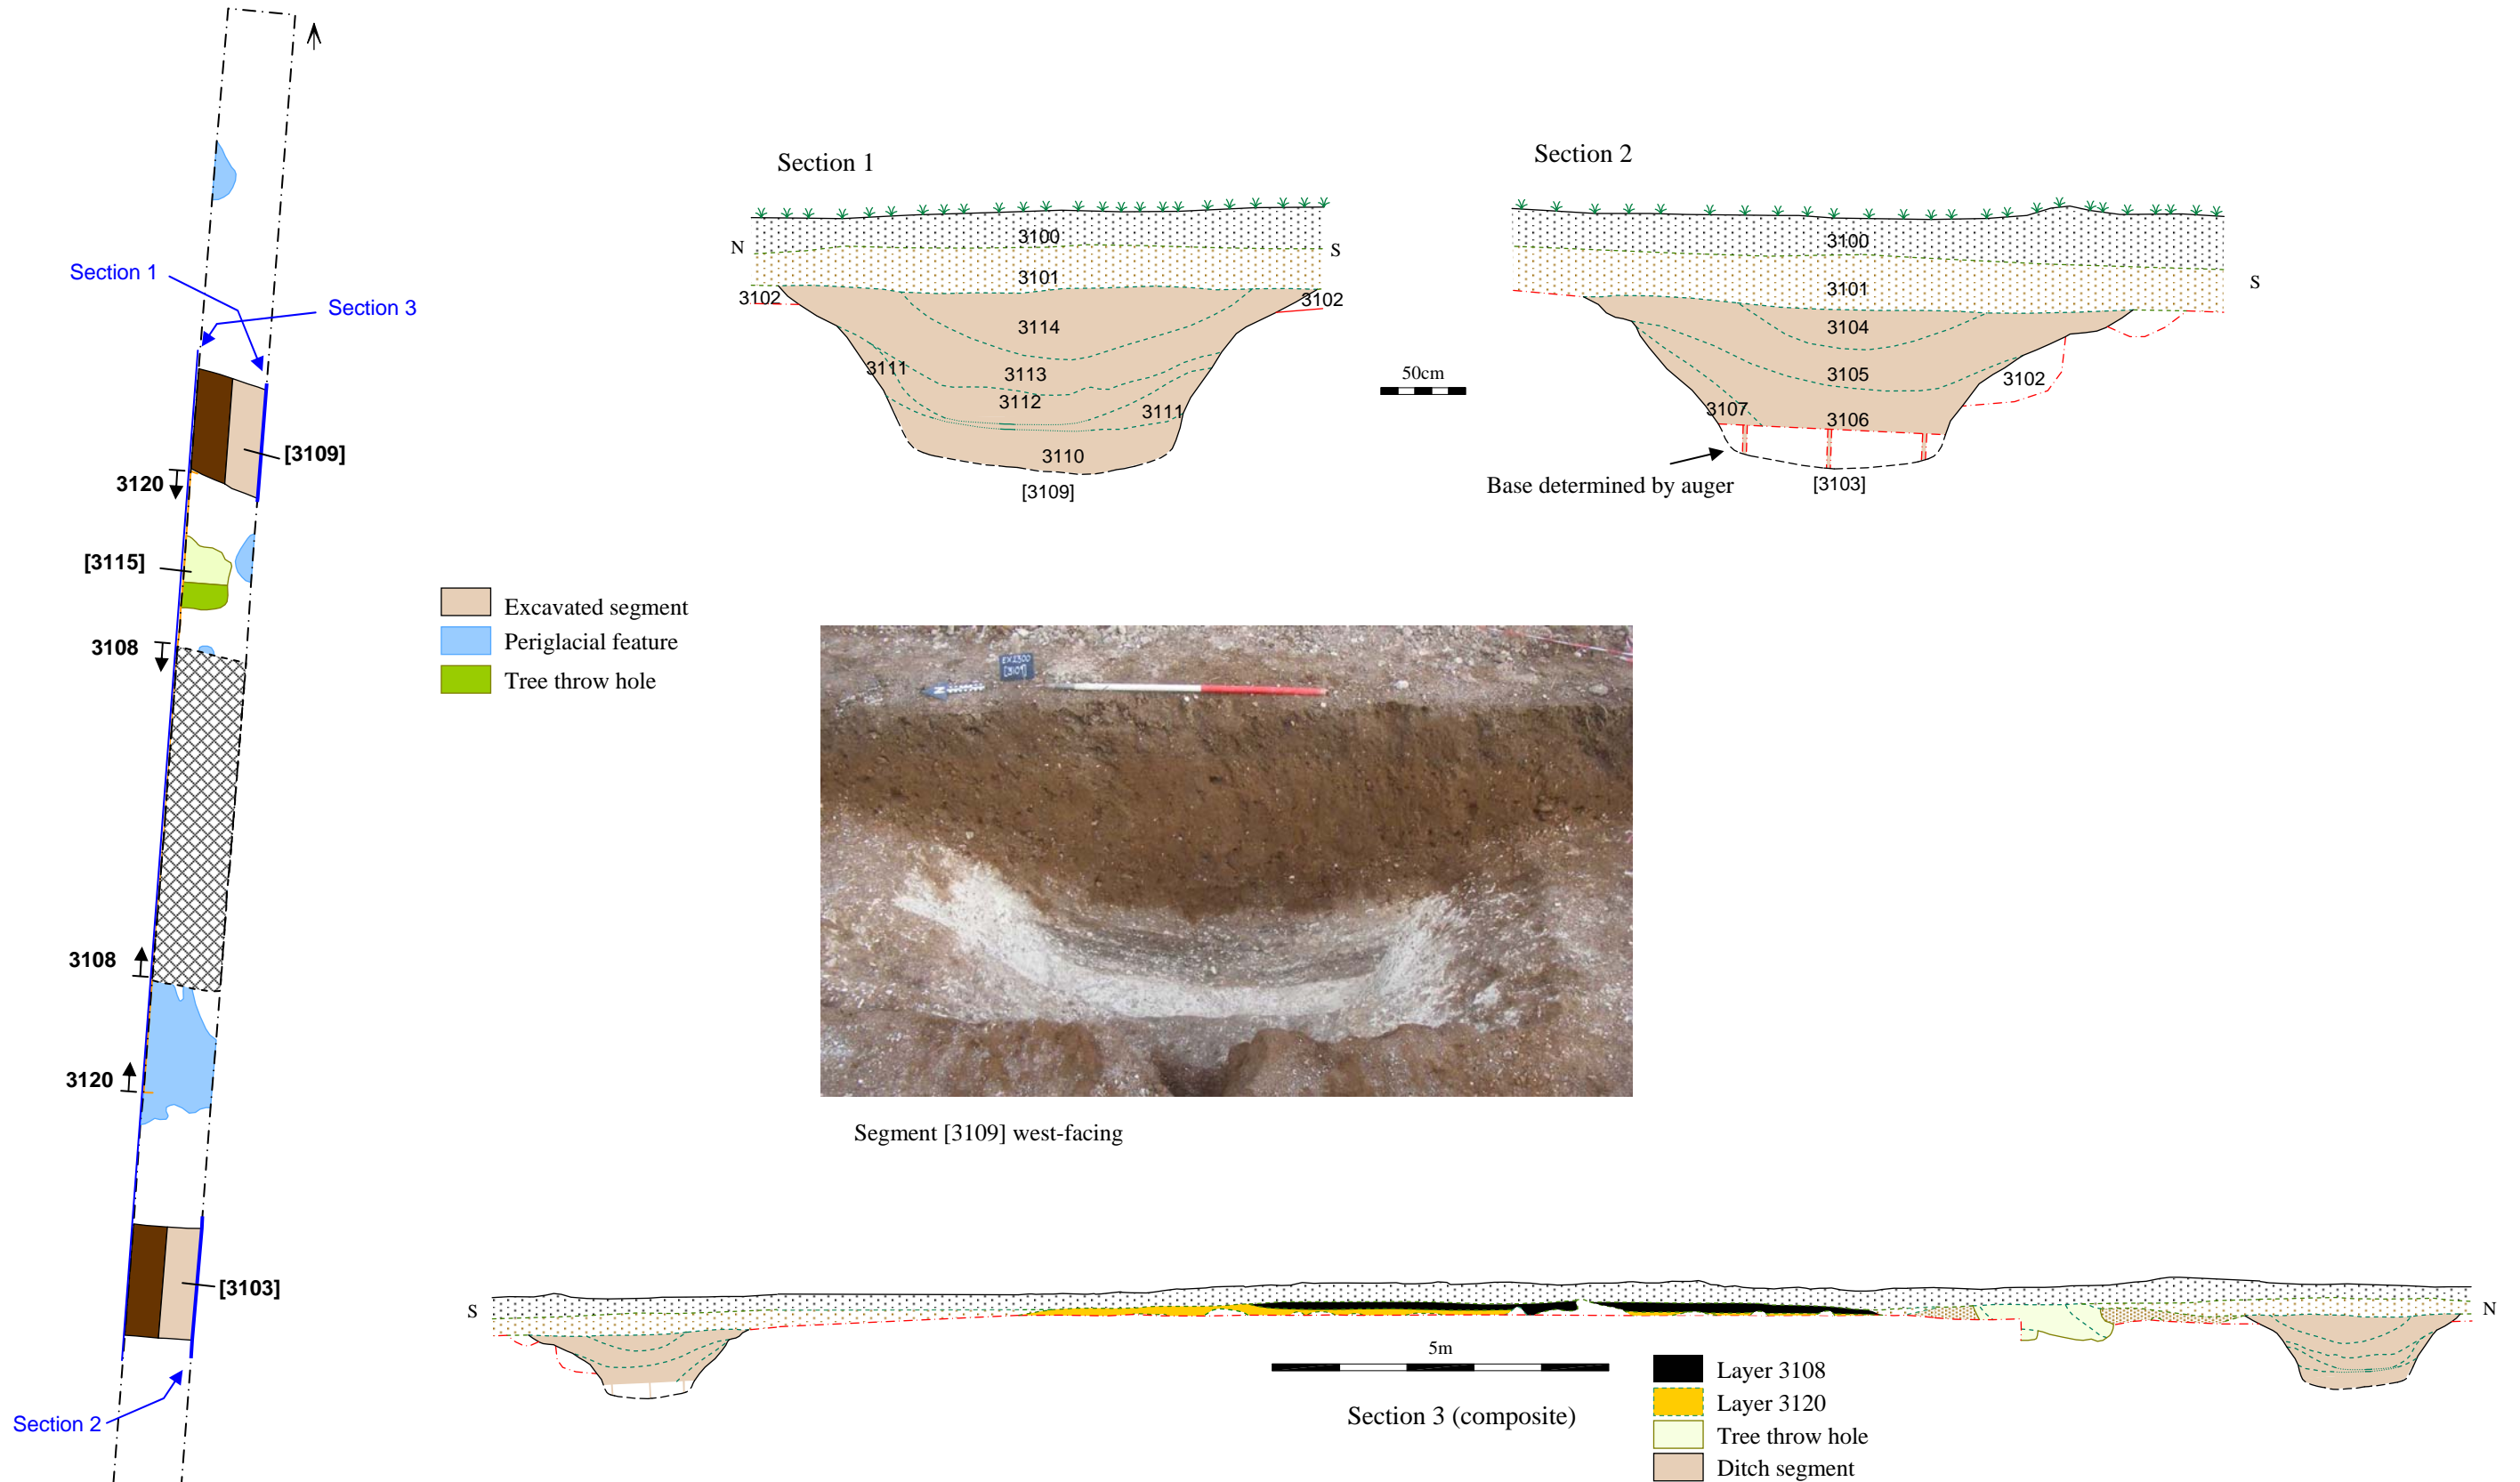 Section 1
Section 3
[3109]
3120
[3115]
3108
3108
3120
[3103]
Section 2
Excavated segment
Periglacial feature
Tree throw hole
Section 1
N
S
3100
3101
3102
3102
3114
3111
3113
3112
3111
3110
[3109]
50cm
Section 2
S
3100
3101
3104
3105
3102
3107
3106
Base determined by auger
[3103]
EX2300
[3109]
N
Segment [3109] west-facing
S
N
5m
Section 3 (composite)
Layer 3108
Layer 3120
Tree throw hole
Ditch segment